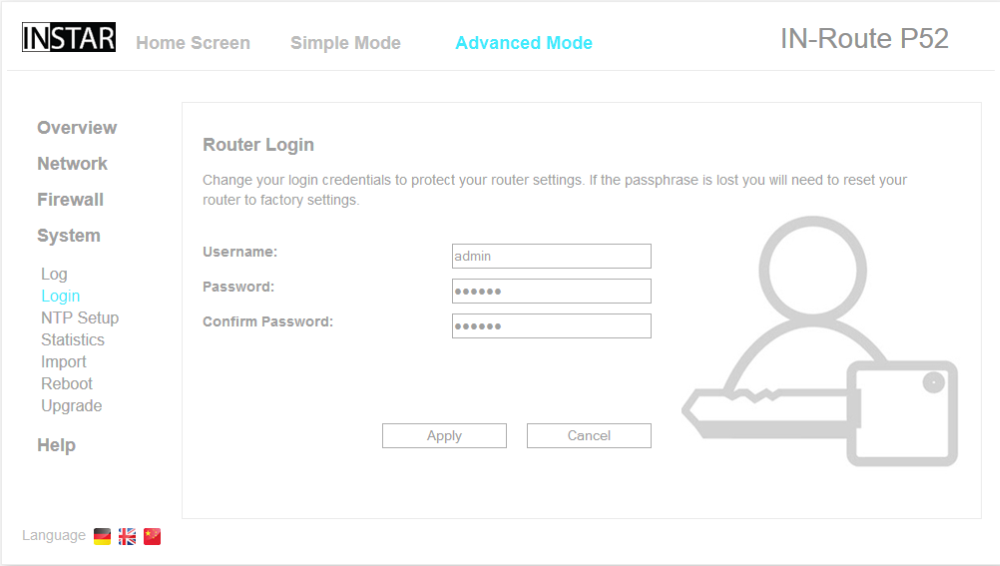 INSTAR Home Screen Simple Mode Advanced Mode IN-Route P52
Overview
Network
Firewall
System
Log
Login
NTP Setup
Statistics
Import
Reboot
Upgrade
Help
Router Login
Change your login credentials to protect your router settings. If the passphrase is lost you will need to reset your
router to factory settings.
Username: admin
Password: ••••••
Confirm Password: ••••••
Apply Cancel
Language